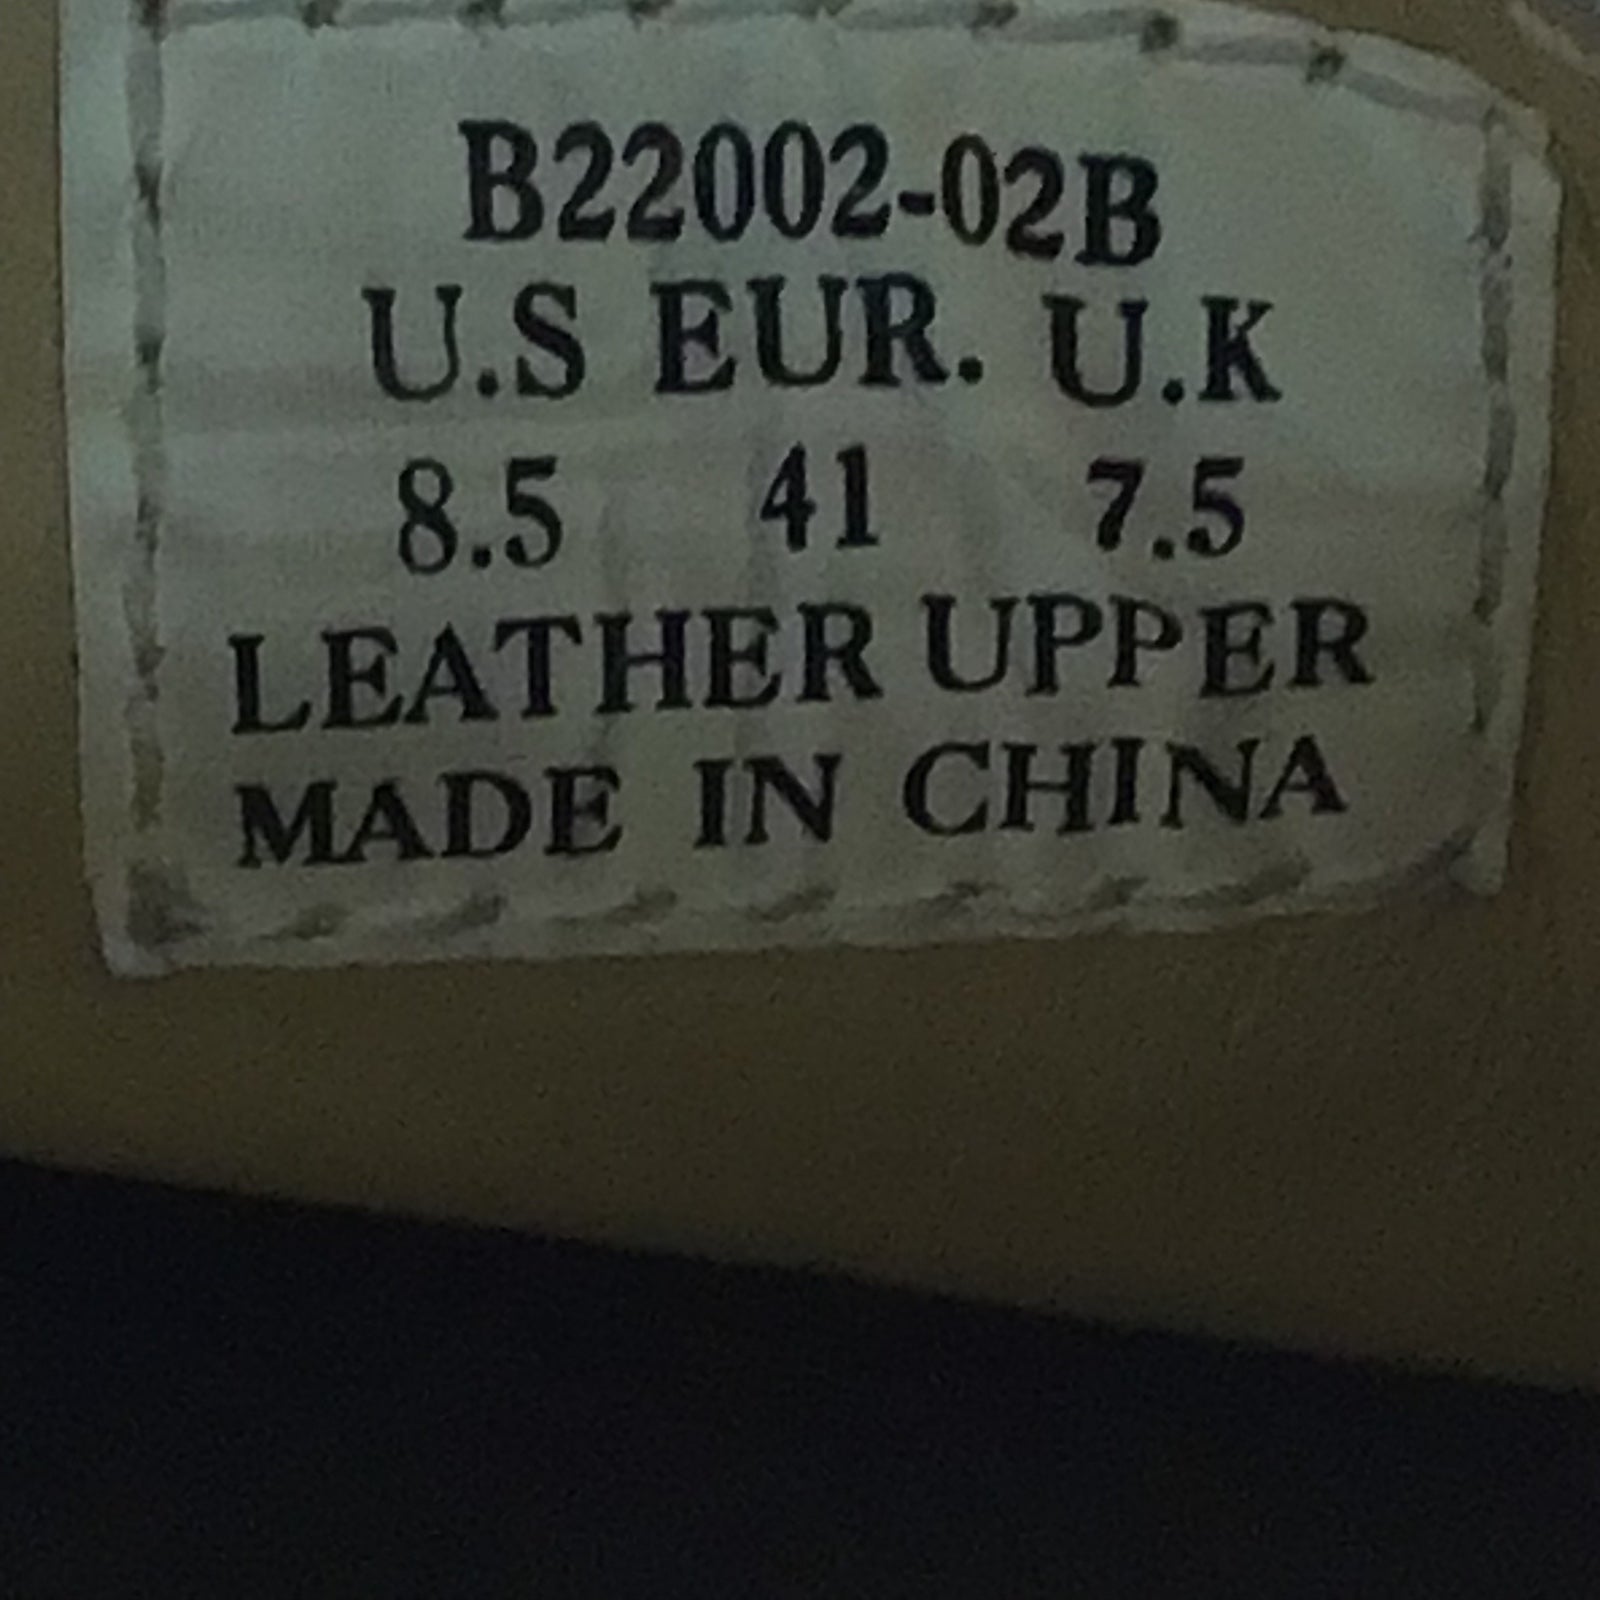 B22002-02B
U.S EUR. U.K
8.5 41 7.5
LEATHER UPPER
MADE IN CHINA